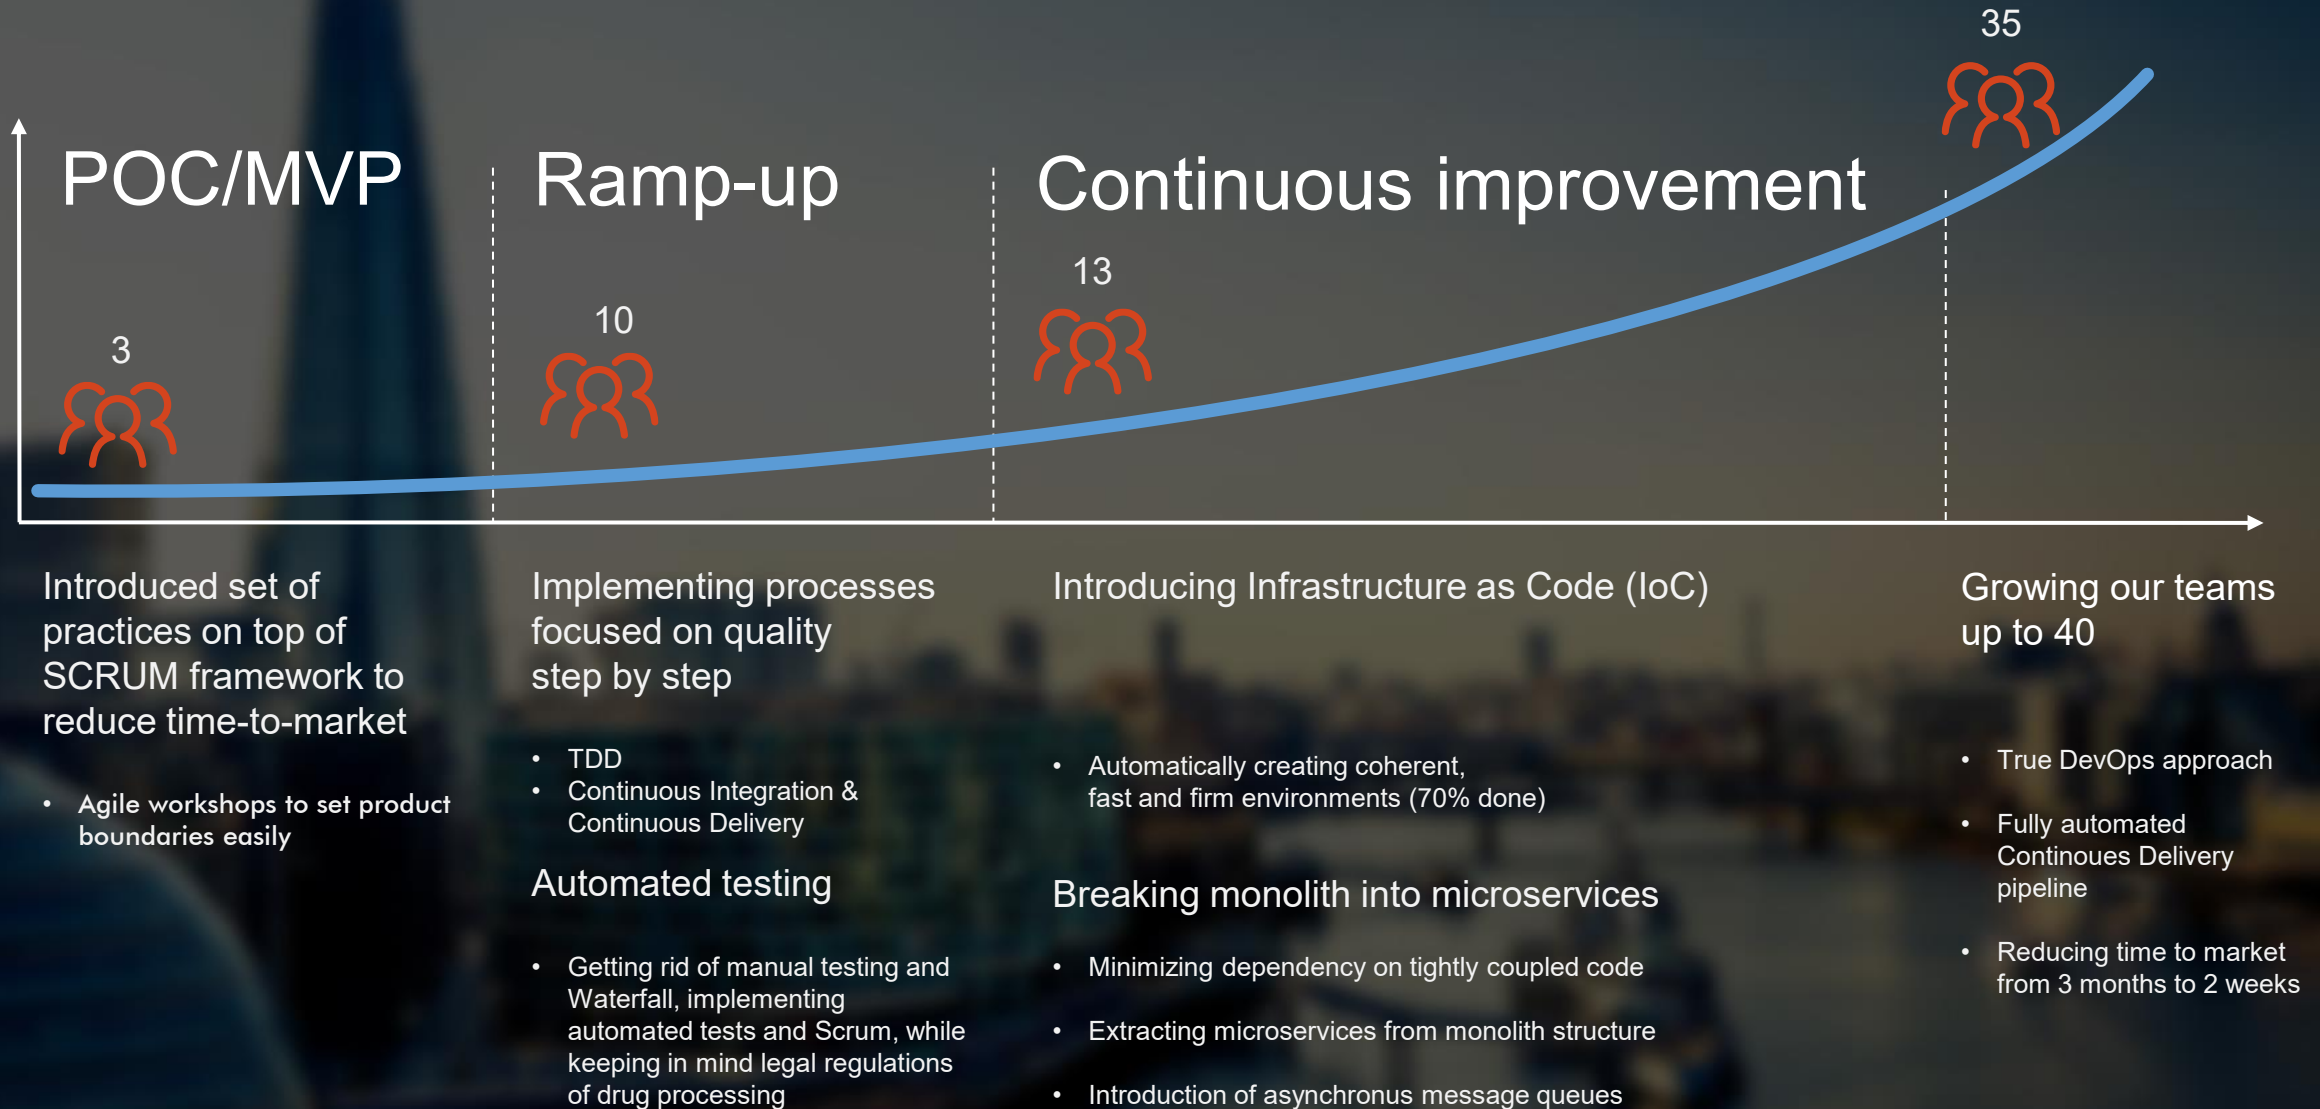 35
POC/MVP
Ramp-up
Continuous improvement
13
10
3
Introduced set of
practices on top of
SCRUM framework to
reduce time-to-market
• Agile workshops to set product
boundaries easily
Implementing processes
focused on quality
step by step
• TDD
• Continuous Integration &
Continuous Delivery
Automated testing
• Getting rid of manual testing and
Waterfall, implementing
automated tests and Scrum, while
keeping in mind legal regulations
of drug processing
Introducing Infrastructure as Code (IoC)
• Automatically creating coherent,
fast and firm environments (70% done)
Breaking monolith into microservices
• Minimizing dependency on tightly coupled code
• Extracting microservices from monolith structure
• Introduction of asynchronus message queues
Growing our teams
up to 40
• True DevOps approach
• Fully automated
Continoues Delivery
pipeline
• Reducing time to market
from 3 months to 2 weeks